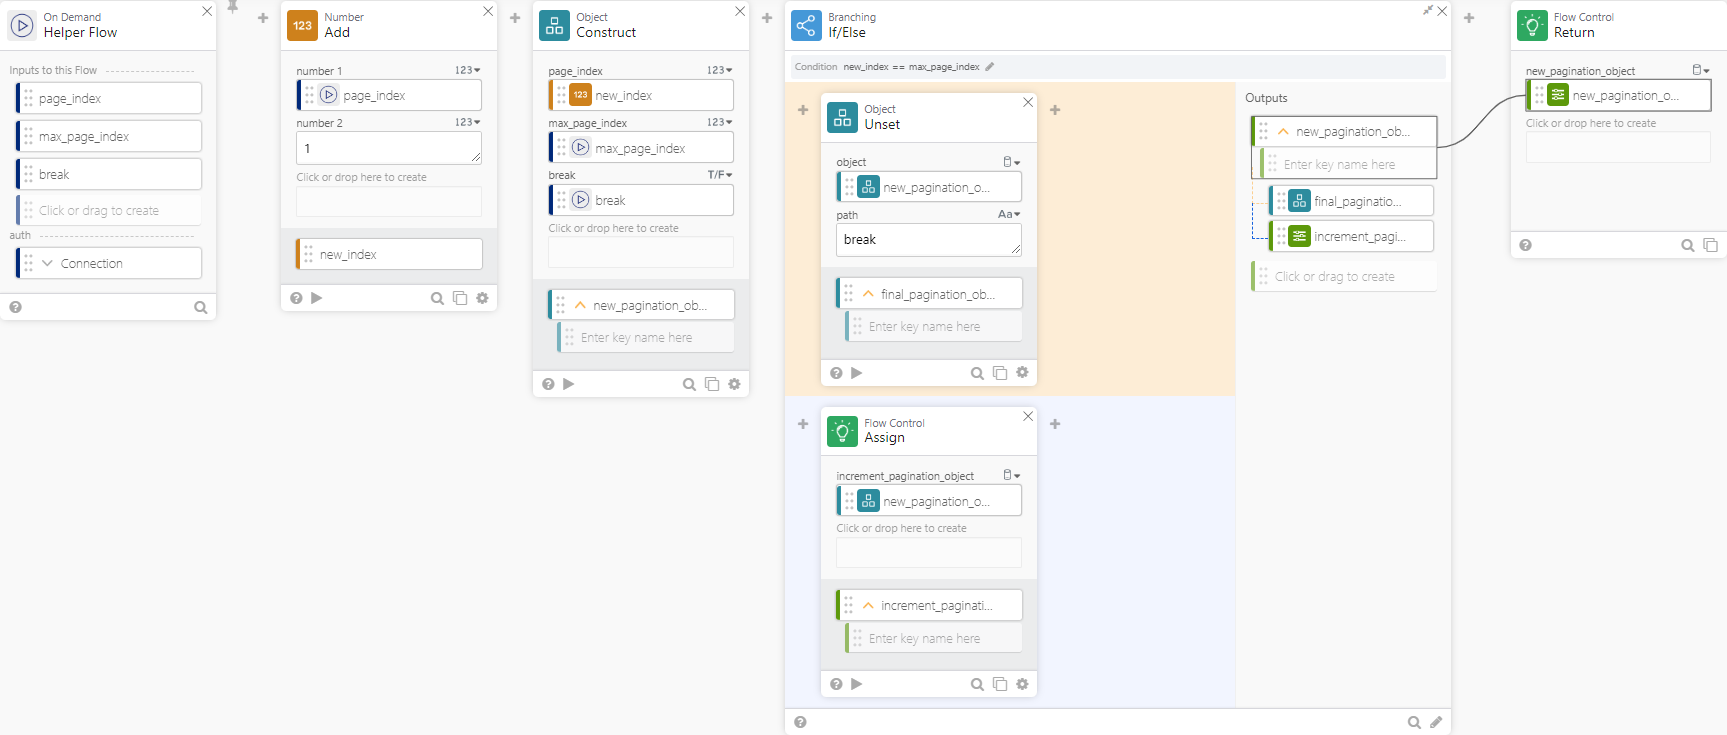 On Demand
Helper Flow
Inputs to this Flow
page_index
max_page_index
break
Click or drag to create
auth
Connection
Number
Add
number 1
123
page_index
number 2
123
1
Click or drop here to create
new_index
Object
Construct
page_index
123
123
new_index
max_page_index
123
max_page_index
break
T/F
break
Click or drop here to create
new_pagination_ob...
Enter key name here
Branching
If/Else
Condition new_index == max_page_index
Object
Unset
object
new_pagination_o...
path
Aa
break
final_pagination_ob...
Enter key name here
Flow Control
Assign
increment_pagination_object
new_pagination_o...
Click or drop here to create
increment_paginati...
Enter key name here
Outputs
new_pagination_ob...
Enter key name here
final_paginatio...
increment_pagi...
Click or drag to create
Flow Control
Return
new_pagination_object
new_pagination_o...
Click or drop here to create